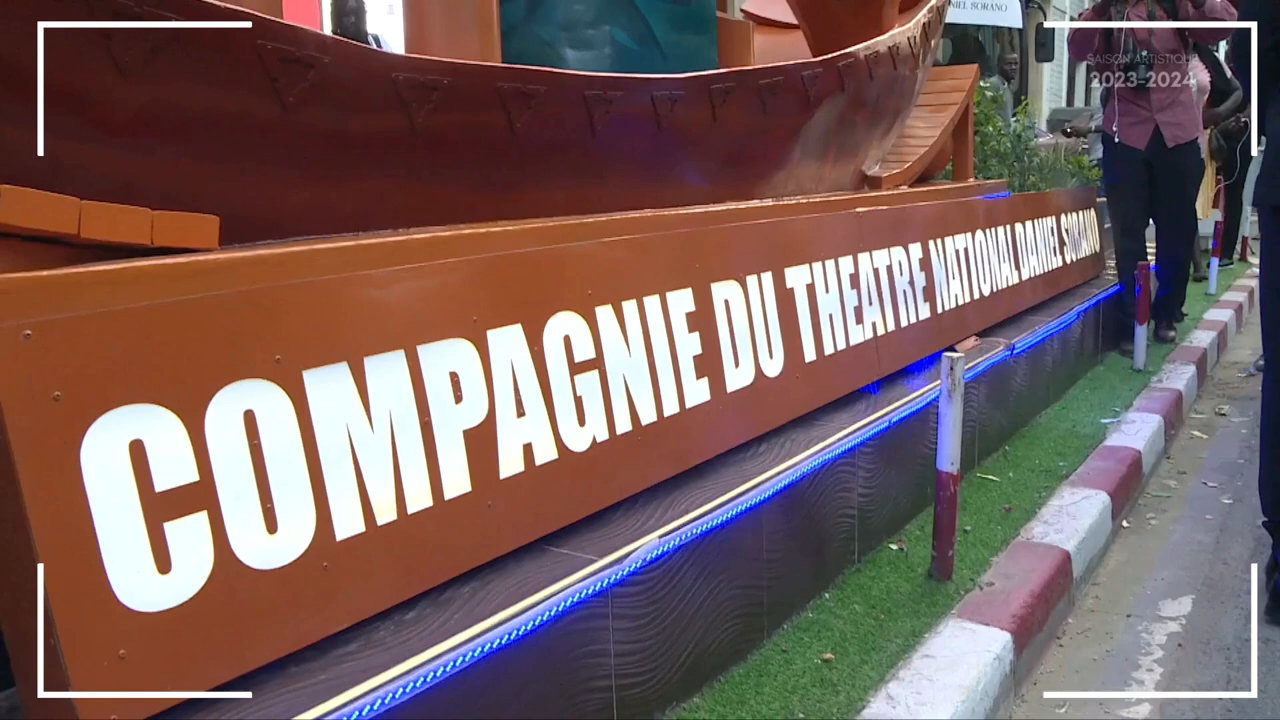 NIEL SORANO
SAISON ARTISTIQUE
2023-2024
COMPAGNIE DU THEATRE NATIONAL DANIEL SORANO